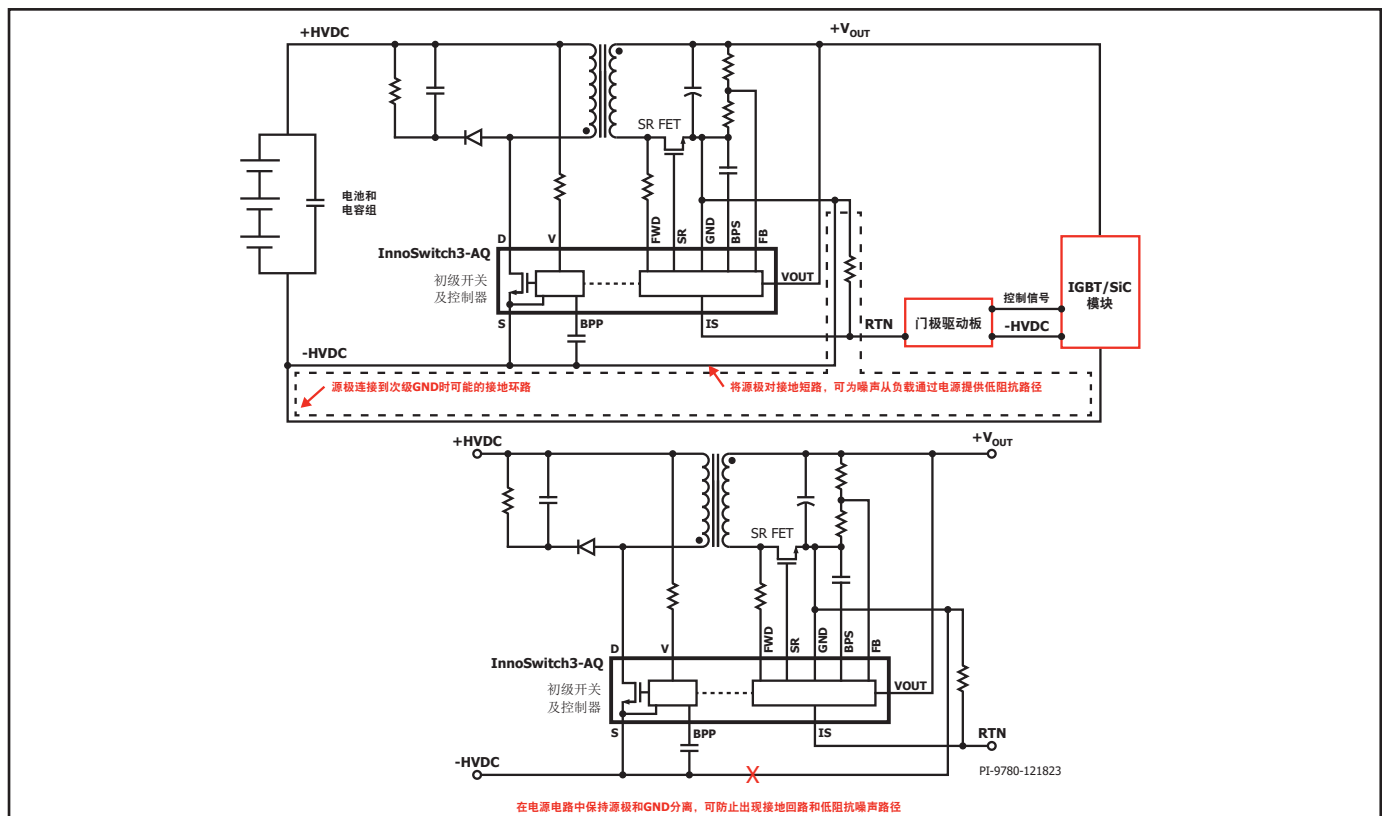 +HVDC
+VOUT
SR FET
电池和
电容组
D
V
FWD
SR
GND
BPS
FB
InnoSwitch3-AQ
初级开关
及控制器
VOUT
S
BPP
IS
RTN
门极驱动板
控制信号
-HVDC
IGBT/SiC
模块
-HVDC
源极连接到次级GND时可能的接地环路
将源极对接地短路，可为噪声从负载通过电源提供低阻抗路径
+HVDC
+VOUT
SR FET
D
V
FWD
SR
GND
BPS
FB
InnoSwitch3-AQ
初级开关
及控制器
VOUT
S
BPP
IS
RTN
-HVDC
X
PI-9780-121823
在电源电路中保持源极和GND分离，可防止出现接地回路和低阻抗噪声路径